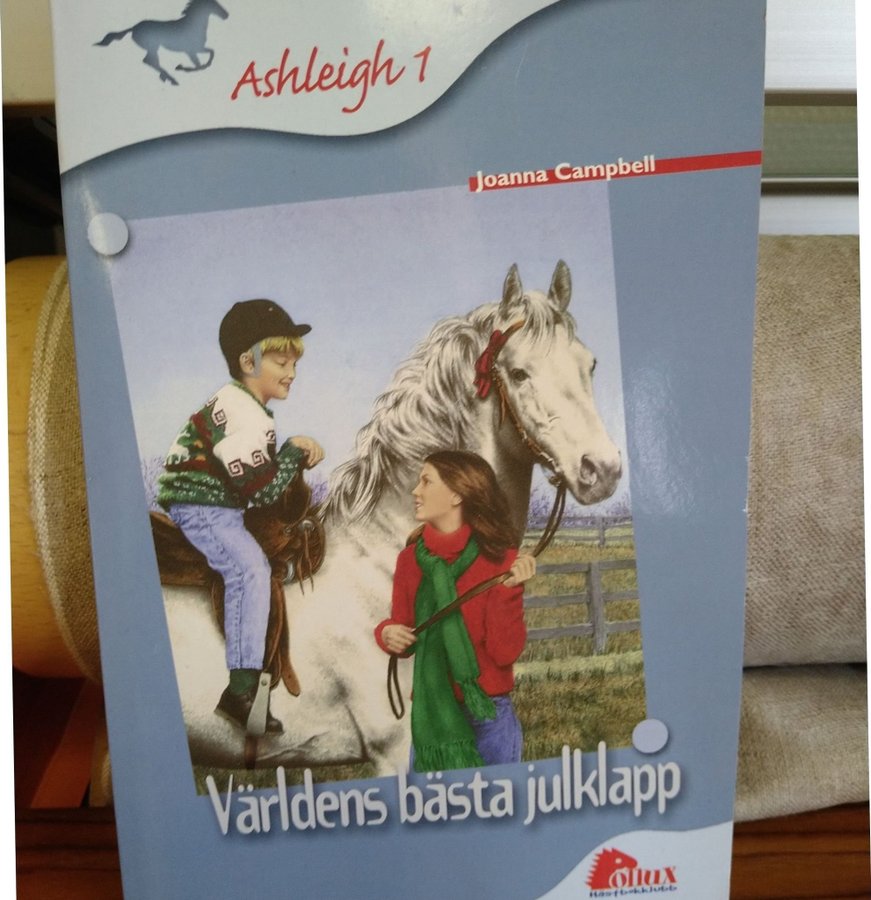 Ashleigh 1
Joanna Campbell
Världens bästa julklapp
Pollux
Hästbokklubb